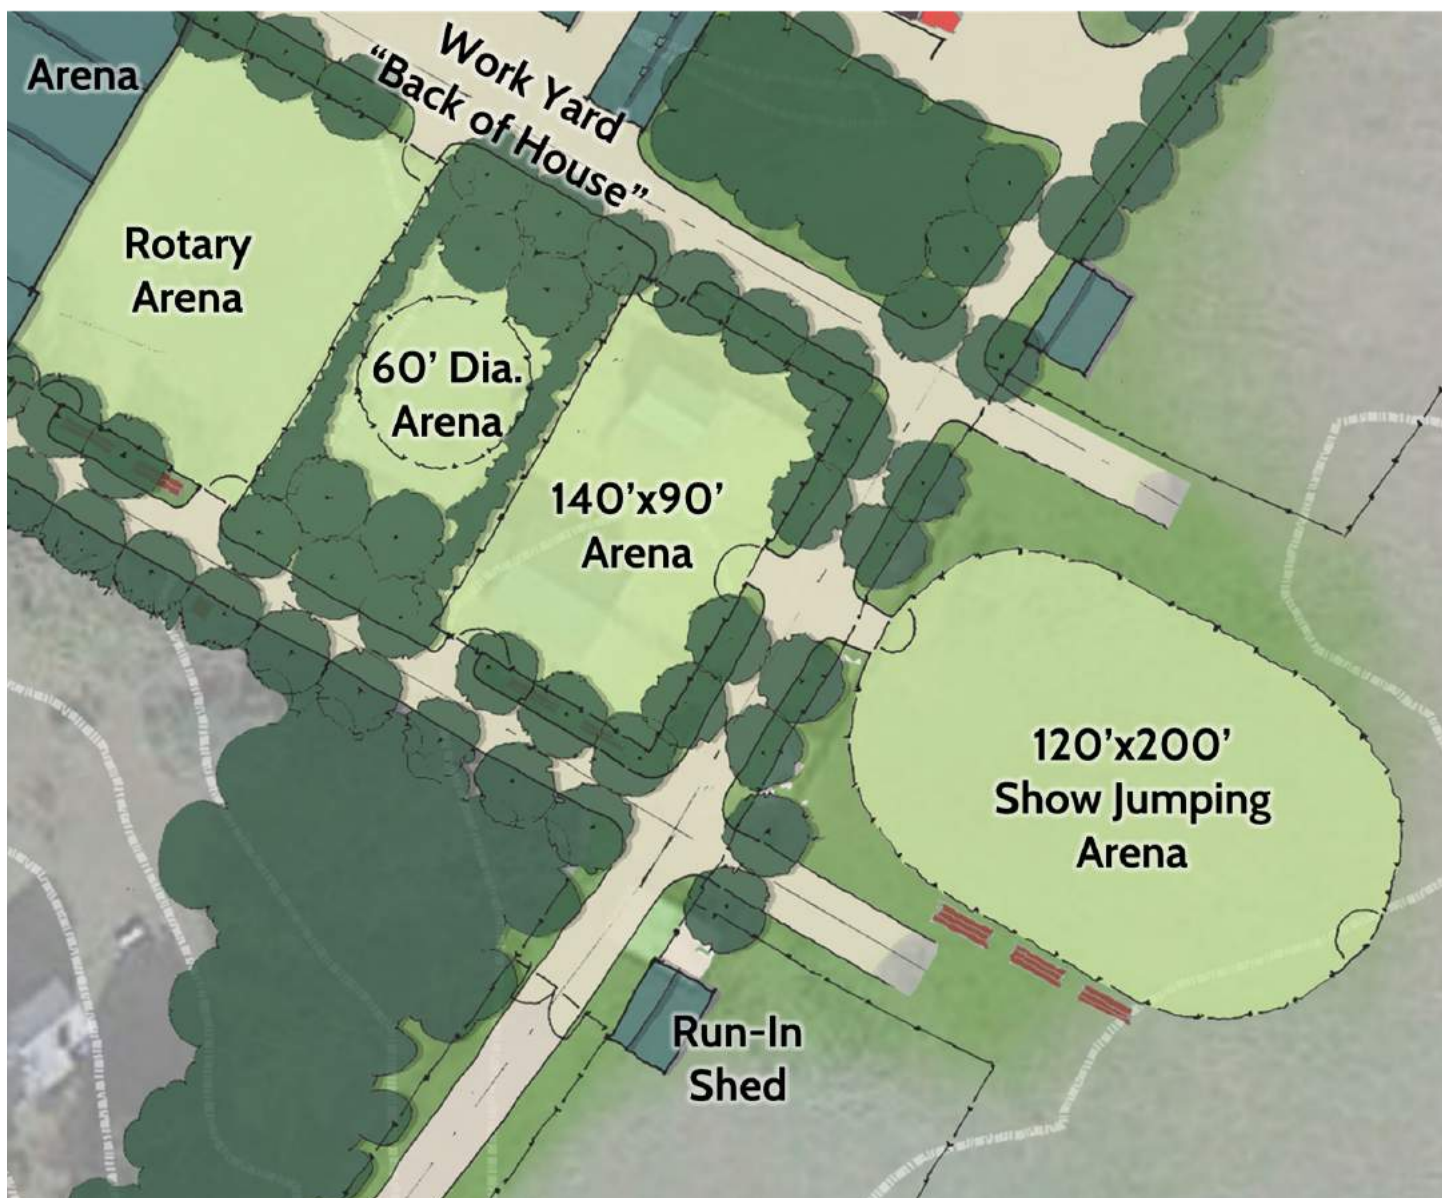 Arena
Work Yard
“Back of House”
Rotary
Arena
60’ Dia.
Arena
140’x90’
Arena
120’x200’
Show Jumping
Arena
Run-In
Shed